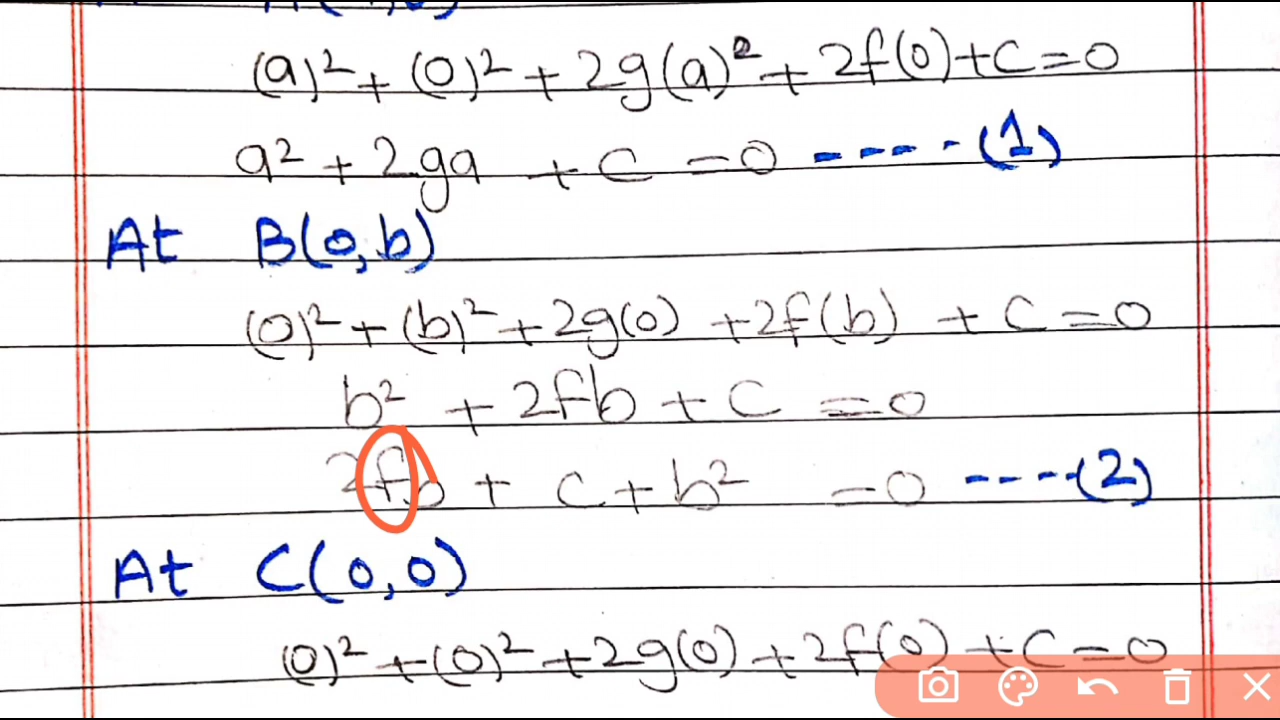 (a)² + (0)² + 2g(a)² + 2f(0) + c = 0
a² + 2ga + c = 0 ----(1)
At B(0,b)
(0)² + (b)² + 2g(0) + 2f(b) + c = 0
b² + 2fb + c = 0
2fb + c + b² = 0 ----(2)
At C(0,0)
(0)² + (0)² + 2g(0) + 2f(0) + c = 0